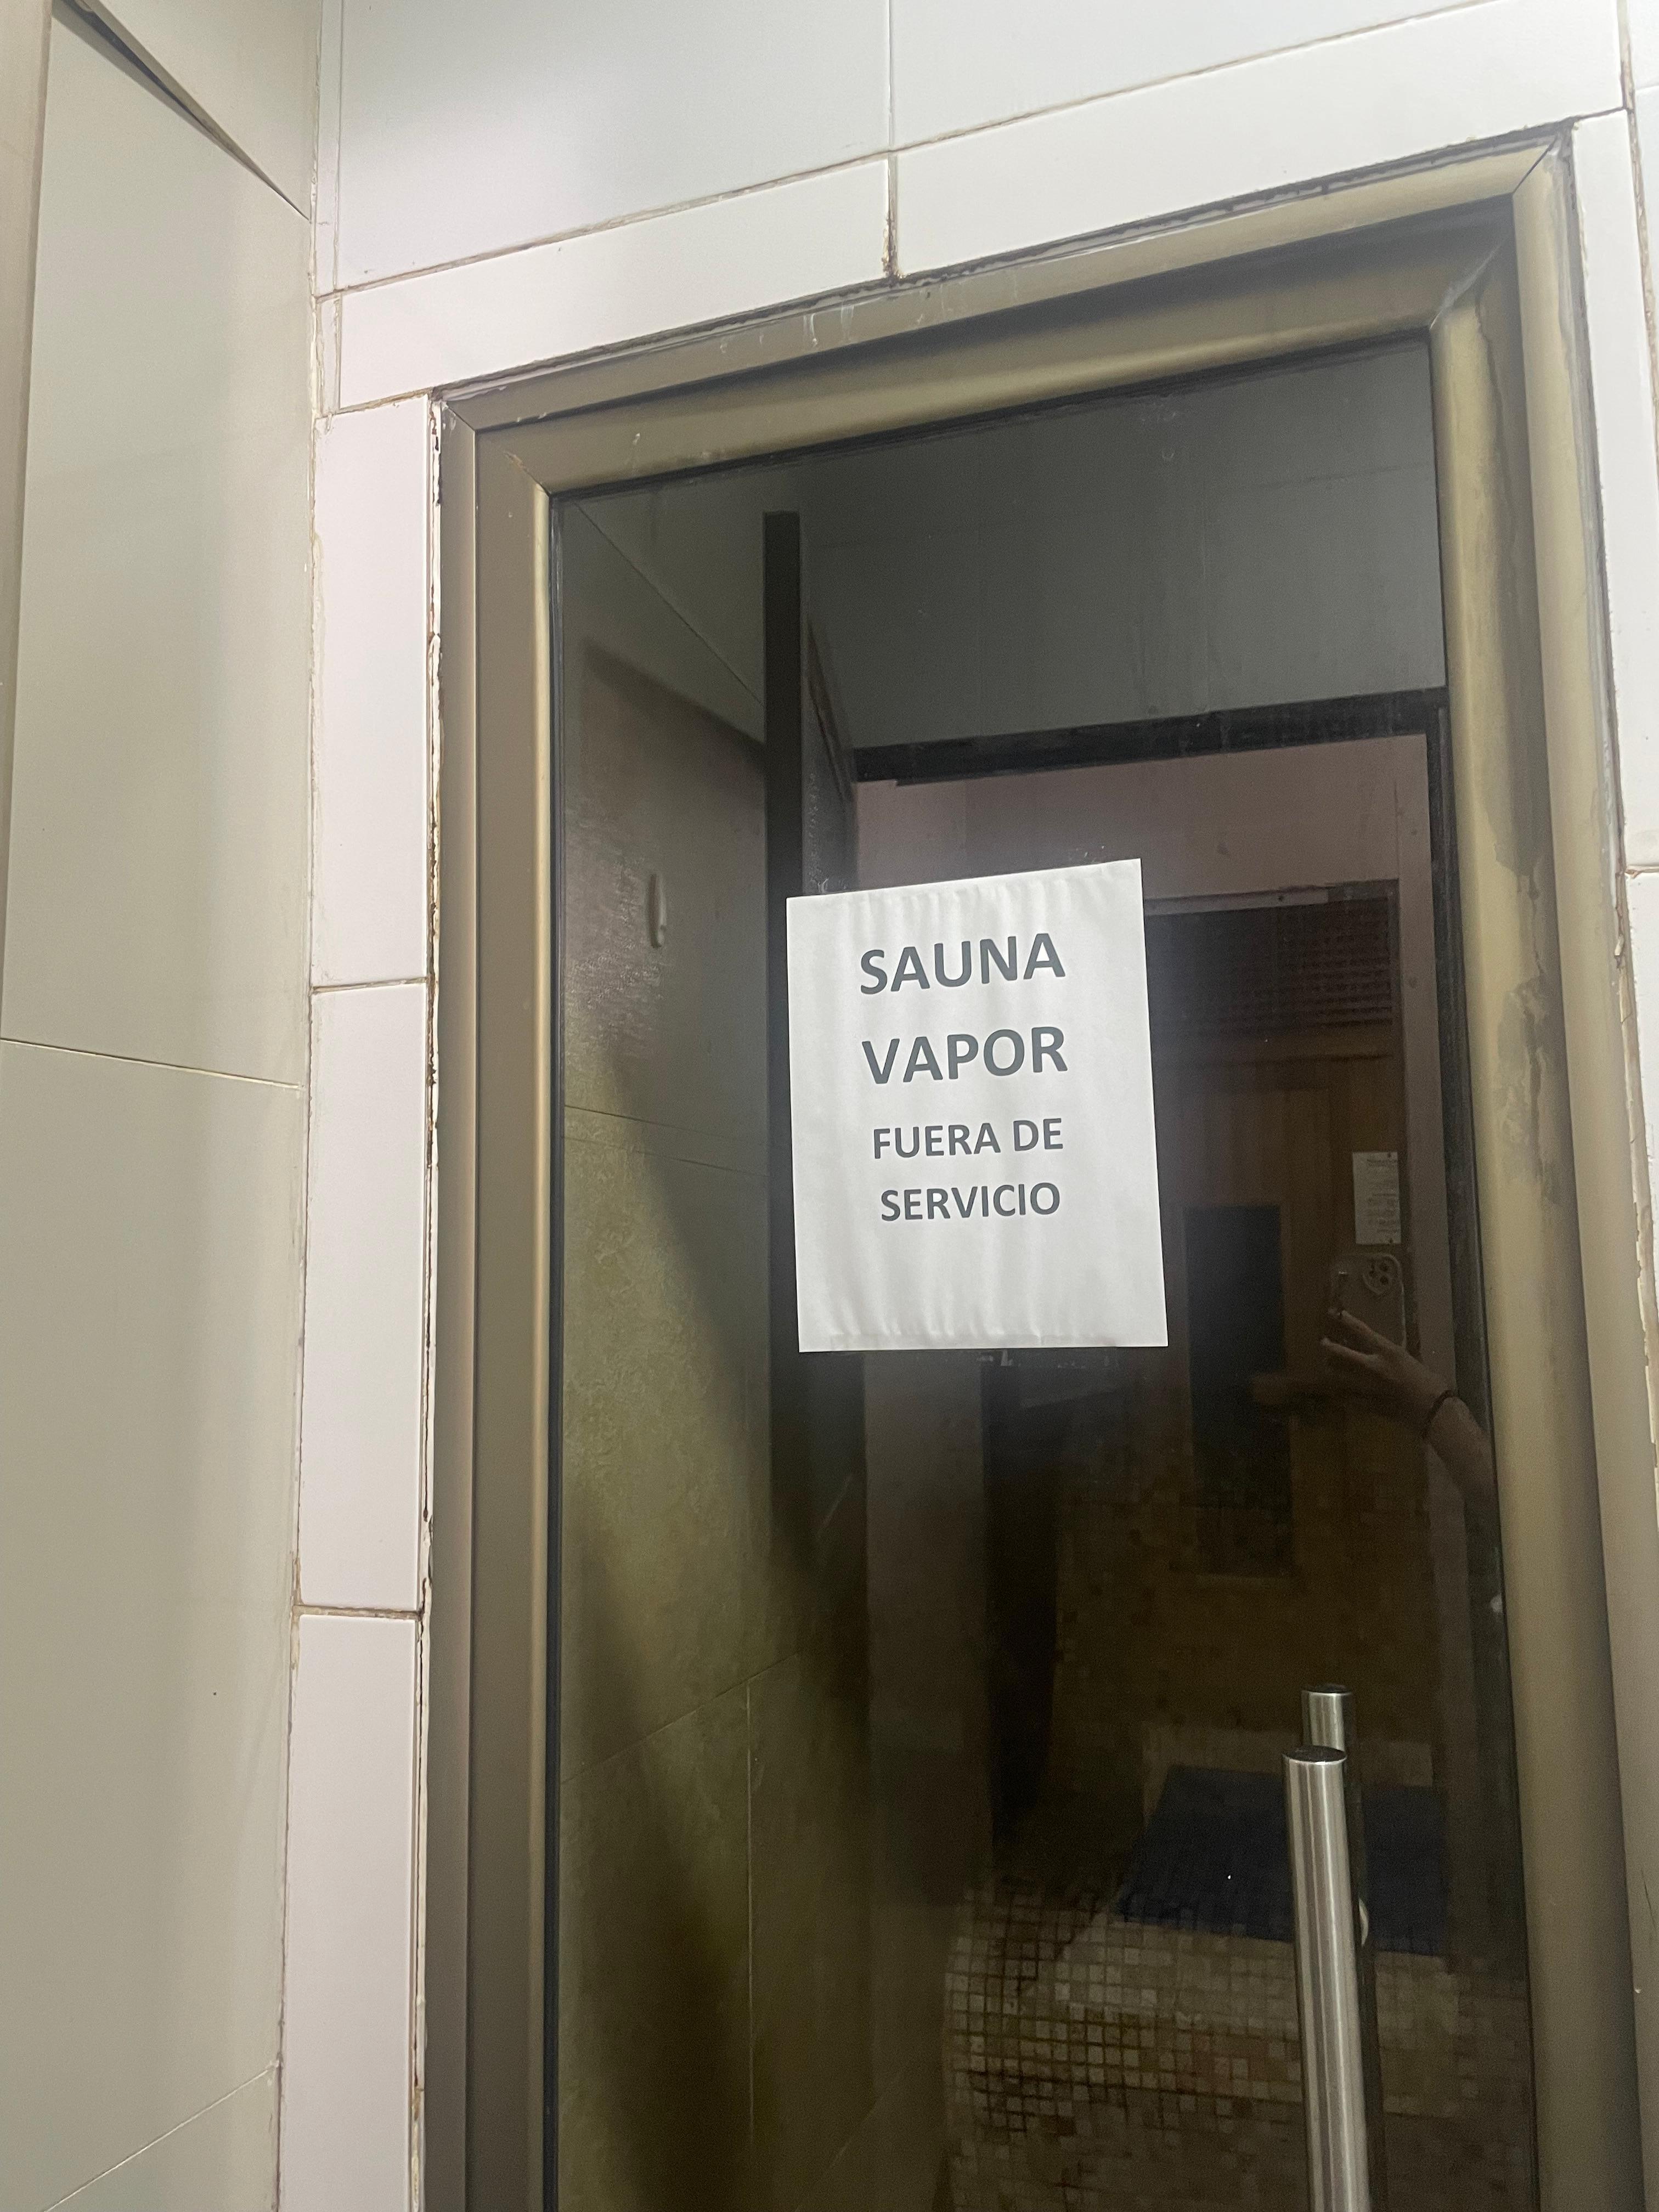 SAUNA
VAPOR
FUERA DE
SERVICIO